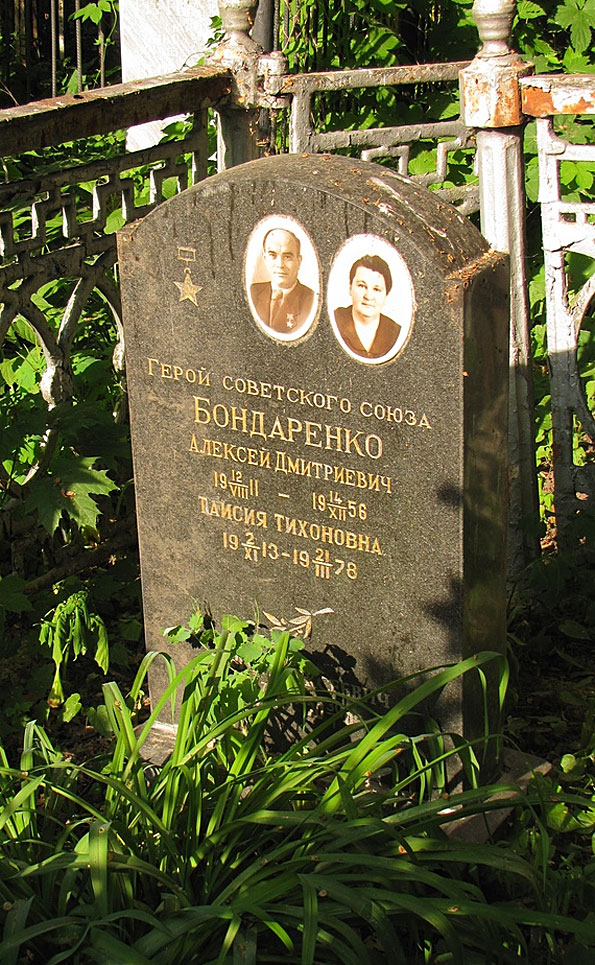 Герой советского союза
Бондаренко
Алексей Дмитриевич
19 12/VIII 11 – 19 14/XII 56
Таисия Тихоновна
19 2/XI 13 - 19 21/III 78